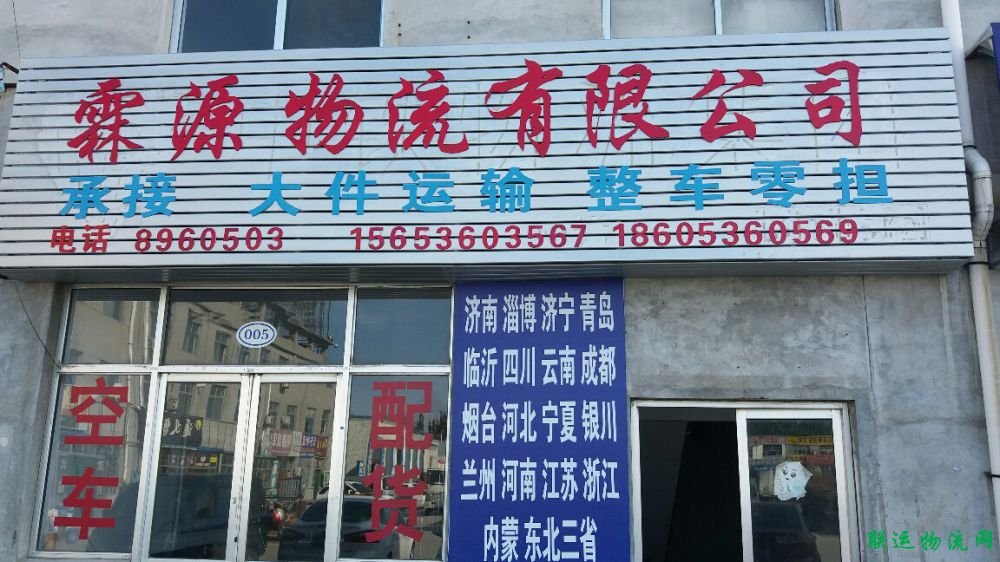 霖源物流有限公司
承接 大件运输 整车零担
电话 8960503 15653603567 18605360569
005
空车
配货
济南 淄博 济宁 青岛
临沂 四川 云南 成都
烟台 河北 宁夏 银川
兰州 河南 江苏 浙江
内蒙 东北三省
联运物流网